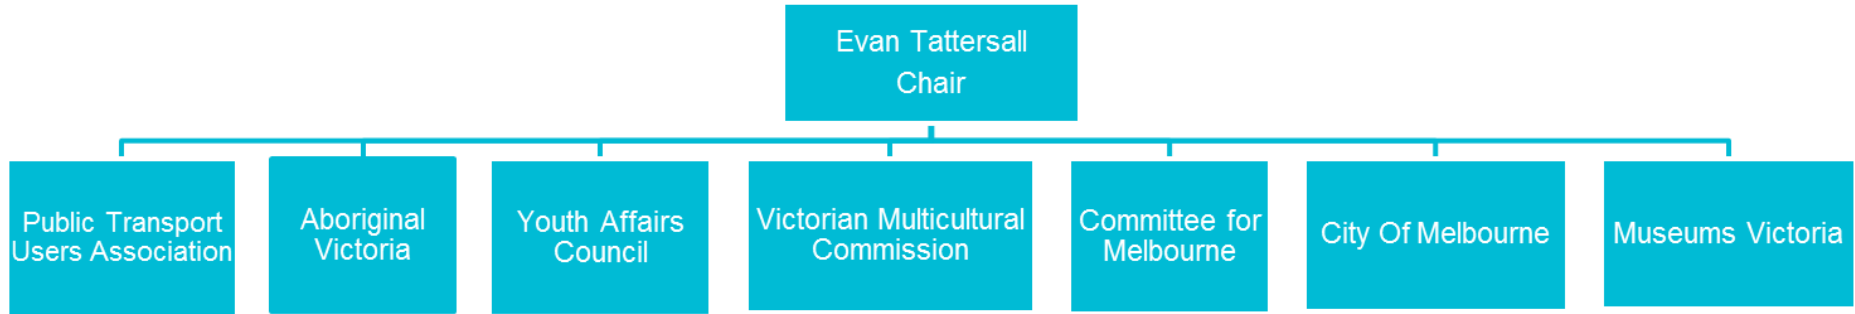 Evan Tattersall
Chair
Public Transport
Users Association
Aboriginal
Victoria
Youth Affairs
Council
Victorian Multicultural
Commission
Committee for
Melbourne
City Of Melbourne
Museums Victoria